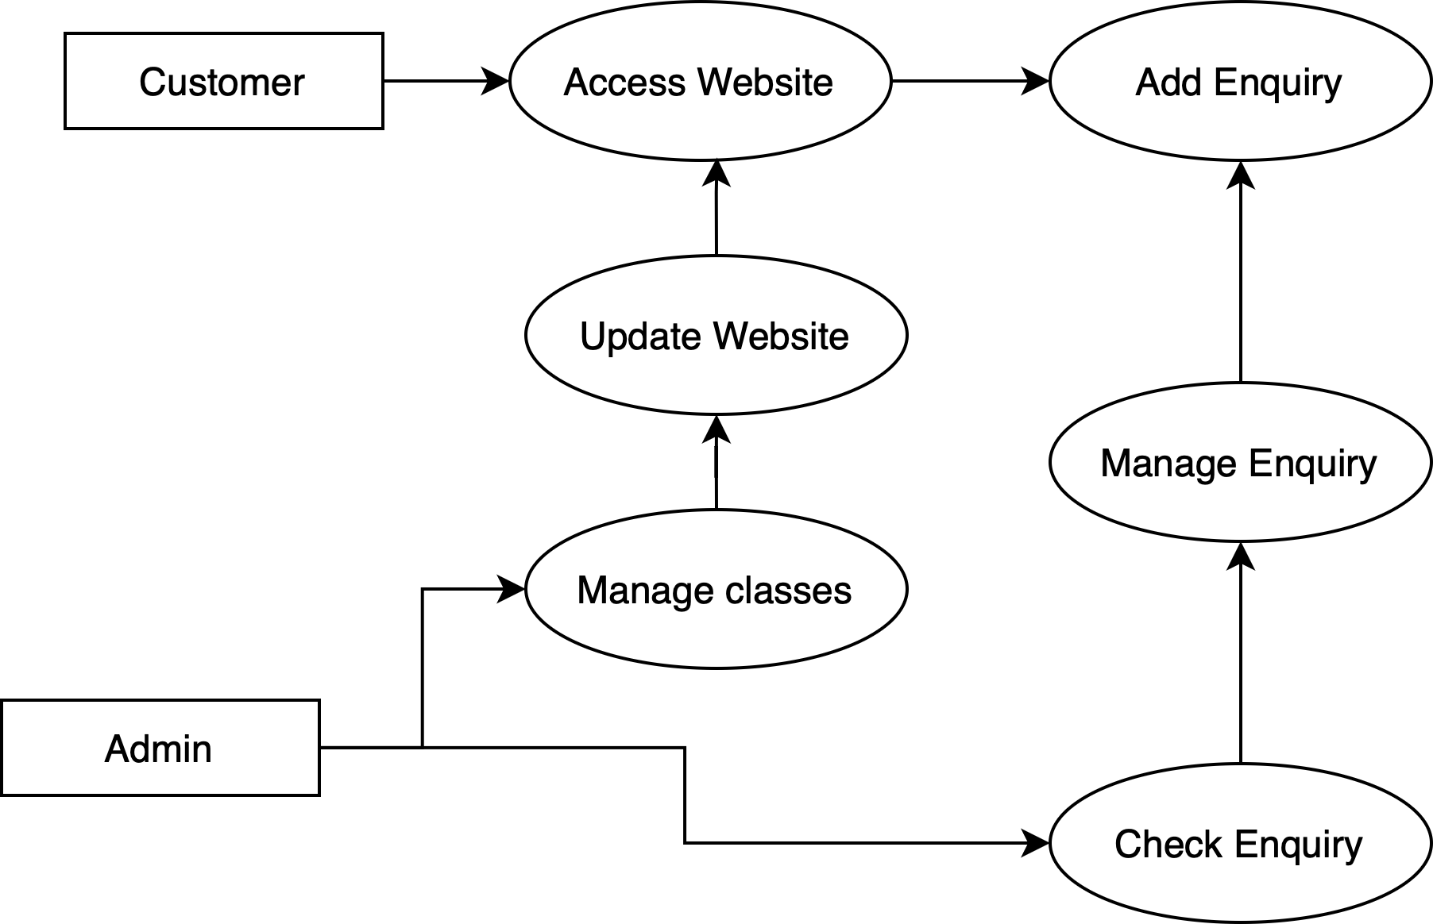 Customer
Access Website
Add Enquiry
Update Website
Manage Enquiry
Manage classes
Admin
Check Enquiry